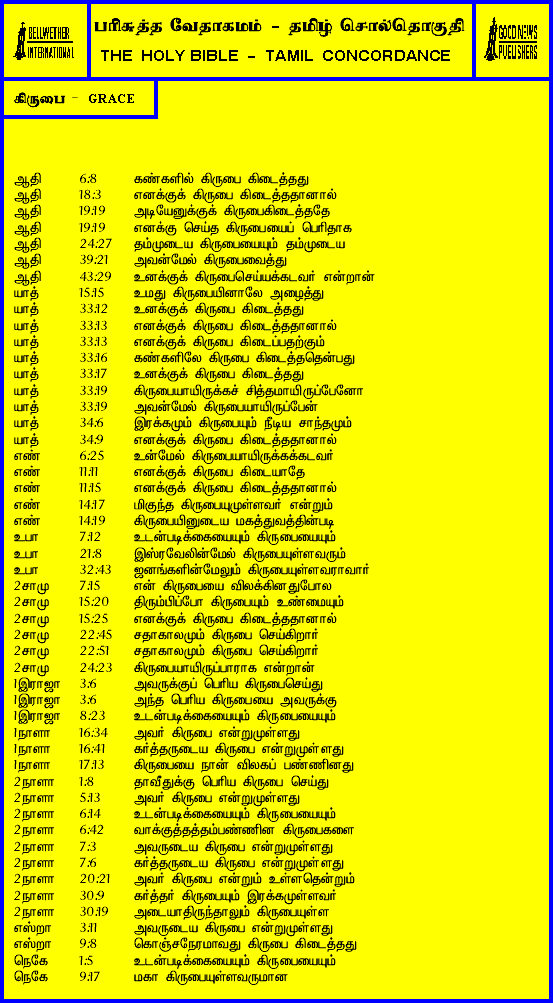 BELLWETHER
INTERNATIONAL
பரிசுத்த வேதாகமம் - தமிழ் சொல்தொகுதி
THE HOLY BIBLE - TAMIL CONCORDANCE
GOOD NEWS
PUBLISHERS
கிருபை - GRACE
ஆதி 6:8 கண்களில் கிருபை கிடைத்தது
ஆதி 18:3 எனக்குக் கிருபை கிடைத்ததானால்
ஆதி 19:19 அடியேனுக்குக் கிருபைகிடைத்ததே
ஆதி 19:19 எனக்கு செய்த கிருபையைப் பெரிதாக
ஆதி 24:27 தம்முடைய கிருபையையும் தம்முடைய
ஆதி 39:21 அவன்மேல் கிருபைவைத்து
ஆதி 43:29 உனக்குக் கிருபைசெய்யக்கடவர் என்றான்
யாத் 15:15 உமது கிருபையினாலே அழைத்து
யாத் 33:12 உனக்குக் கிருபை கிடைத்தது
யாத் 33:13 எனக்குக் கிருபை கிடைத்ததானால்
யாத் 33:13 எனக்குக் கிருபை கிடைப்பதற்கும்
யாத் 33:16 கண்களிலே கிருபை கிடைத்ததென்பது
யாத் 33:17 உனக்குக் கிருபை கிடைத்தது
யாத் 33:19 கிருபையாயிருக்கச் சித்தமாயிருப்பேனோ
யாத் 33:19 அவன்மேல் கிருபையாயிருப்பேன்
யாத் 34:6 இரக்கமும் கிருபையும் நீடிய சாந்தமும்
யாத் 34:9 எனக்குக் கிருபை கிடைத்ததானால்
எண் 6:25 உன்மேல் கிருபையாயிருக்கக்கடவர்
எண் 11:11 எனக்குக் கிருபை கிடையாதே
எண் 11:15 எனக்குக் கிருபை கிடைத்ததானால்
எண் 14:17 மிகுந்த கிருபையுமுள்ளவர் என்றும்
எண் 14:19 கிருபையினுடைய மகத்துவத்தின்படி
உபா 7:12 உடன்படிக்கையையும் கிருபையையும்
உபா 21:8 இஸ்ரவேலின்மேல் கிருபையுள்ளவரும்
உபா 32:43 ஜனங்களின்மேலும் கிருபையுள்ளவராவார்
2சாமு 7:15 என் கிருபையை விலக்கினதுபோல
2சாமு 15:20 திரும்பிப்போ கிருபையும் உண்மையும்
2சாமு 15:25 எனக்குக் கிருபை கிடைத்ததானால்
2சாமு 22:45 சதாகாலமும் கிருபை செய்கிறார்
2சாமு 22:51 சதாகாலமும் கிருபை செய்கிறார்
2சாமு 24:23 கிருபையாயிருப்பாராக என்றான்
1இராஜா 3:6 அவருக்குப் பெரிய கிருபைசெய்து
1இராஜா 3:6 அந்த பெரிய கிருபையை அவருக்கு
1இராஜா 8:23 உடன்படிக்கையையும் கிருபையையும்
1நாளா 16:34 அவர் கிருபை என்றுமுள்ளது
1நாளா 16:41 கர்த்தருடைய கிருபை என்றுமுள்ளது
1நாளா 17:13 கிருபையை நான் விலகப் பண்ணினது
2நாளா 1:8 தாவீதுக்கு பெரிய கிருபை செய்து
2நாளா 5:13 அவர் கிருபை என்றுமுள்ளது
2நாளா 6:14 உடன்படிக்கையையும் கிருபையையும்
2நாளா 6:42 வாக்குத்தத்தம்பண்ணின கிருபைகளை
2நாளா 7:3 அவருடைய கிருபை என்றுமுள்ளது
2நாளா 7:6 கர்த்தருடைய கிருபை என்றுமுள்ளது
2நாளா 20:21 அவர் கிருபை என்றும் உள்ளதென்றும்
2நாளா 30:9 கர்த்தர் கிருபையும் இரக்கமுள்ளவர்
2நாளா 30:19 அடையாதிருந்தாலும் கிருபையுள்ள
எஸ்றா 3:11 அவருடைய கிருபை என்றுமுள்ளது
எஸ்றா 9:8 கொஞ்சநேரமாவது கிருபை கிடைத்தது
நெகே 1:5 உடன்படிக்கையையும் கிருபையையும்
நெகே 9:17 மகா கிருபையுள்ளவருமான